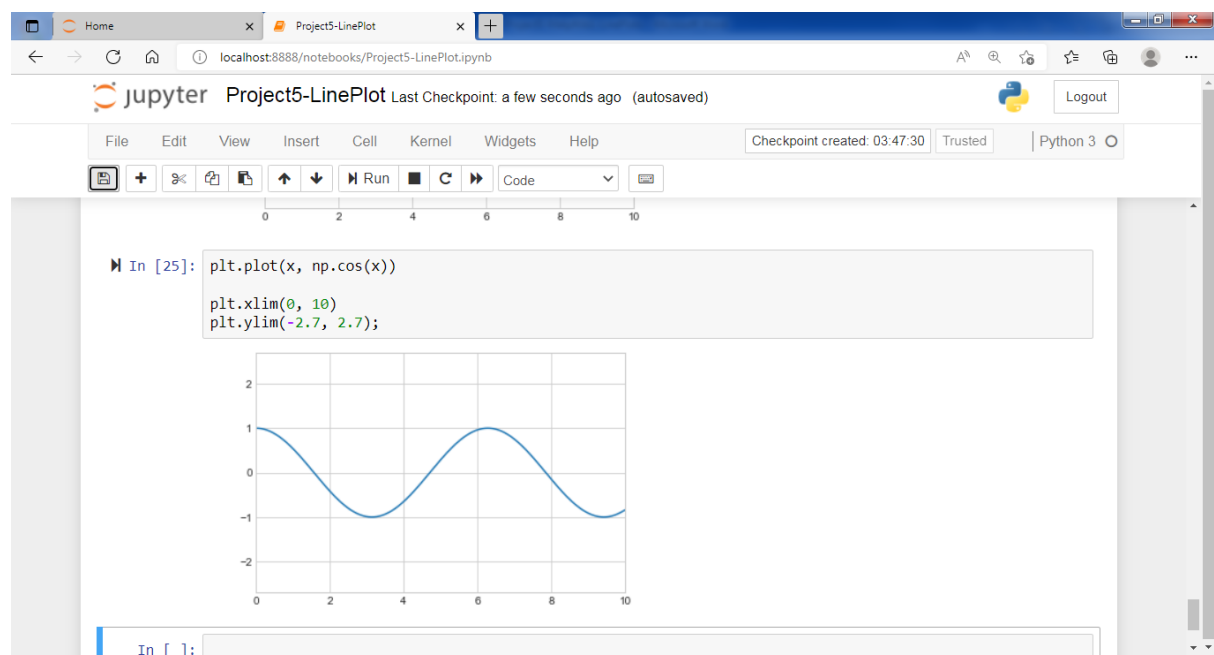 Home
Project5-LinePlot
localhost:8888/notebooks/Project5-LinePlot.ipynb
jupyter Project5-LinePlot Last Checkpoint: a few seconds ago (autosaved)
Logout
File Edit View Insert Cell Kernel Widgets Help
Checkpoint created: 03:47:30 Trusted Python 3
Run Code
0 2 4 6 8 10
In [25]: plt.plot(x, np.cos(x))
plt.xlim(0, 10)
plt.ylim(-2.7, 2.7);
2
1
0
−1
−2
0 2 4 6 8 10
In [ ]: